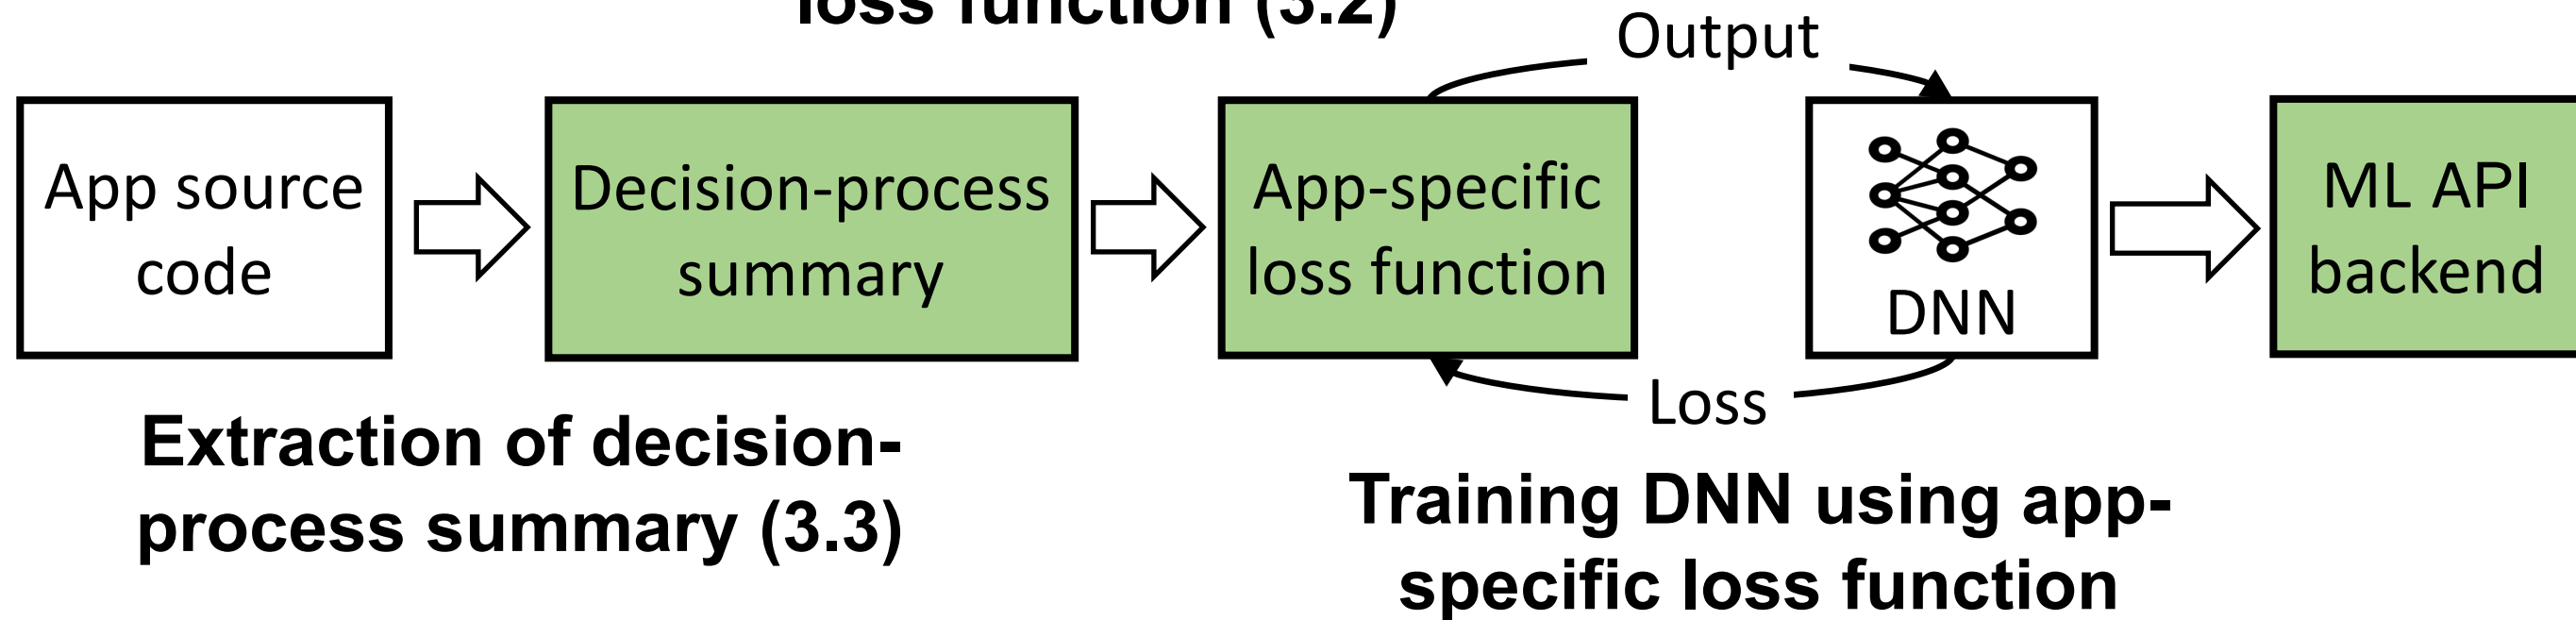 loss function (3.2)
Output
App source
code
Decision-process
summary
App-specific
loss function
DNN
ML API
backend
Loss
Extraction of decision-
process summary (3.3)
Training DNN using app-
specific loss function